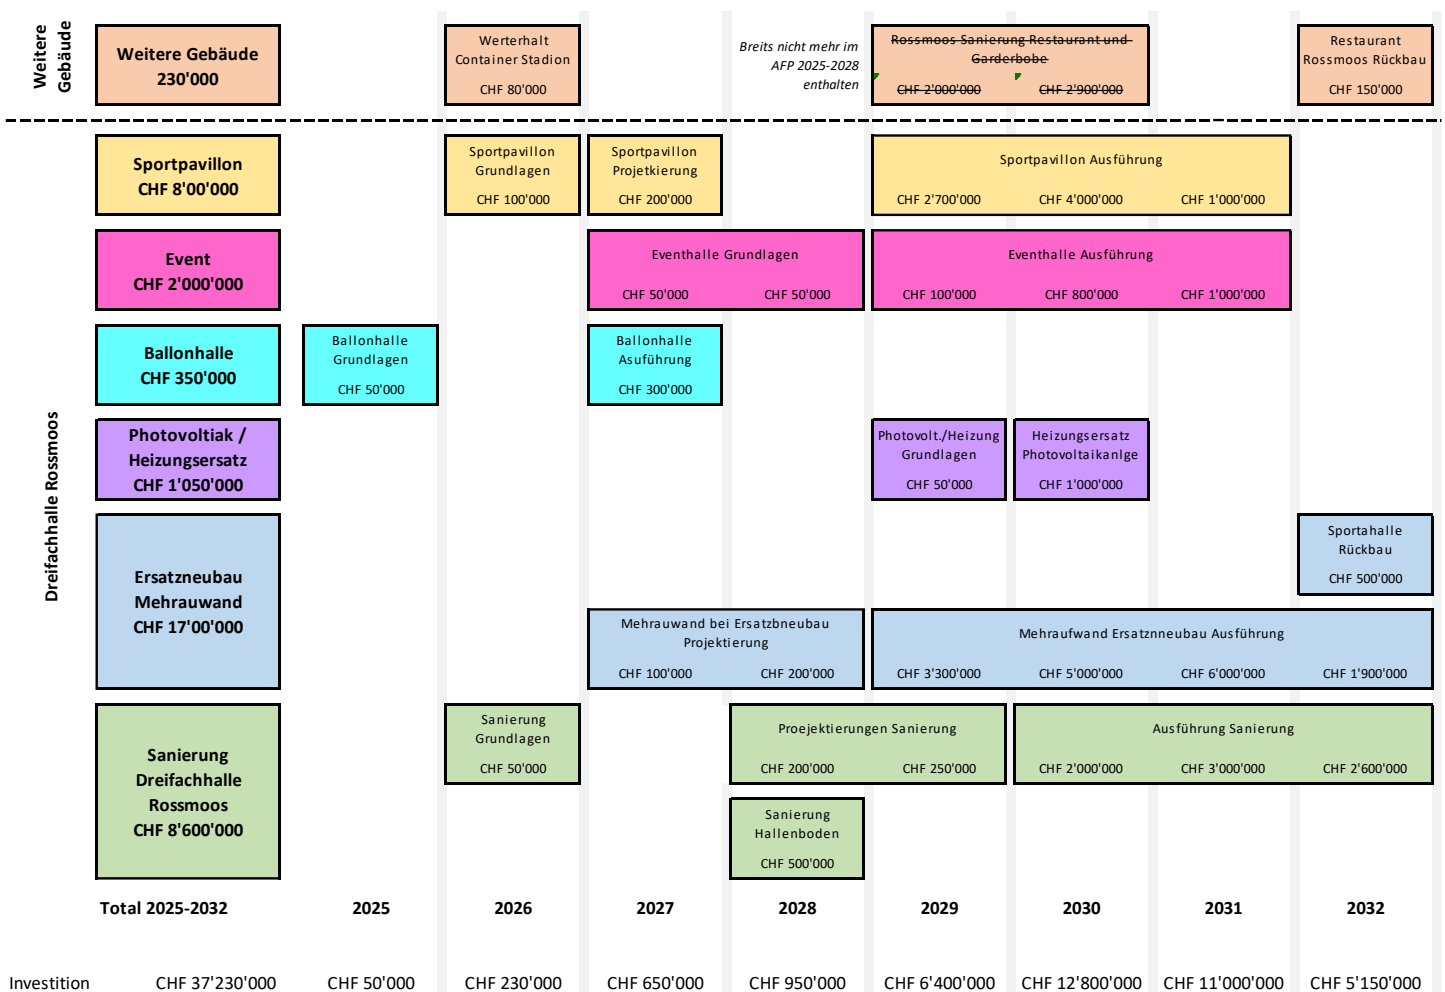 Weitere
Gebäude
Weitere Gebäude
230'000
Werterhalt
Container Stadion
CHF 80'000
Breits nicht mehr im
AFP 2025-2028
enthalten
Rossmoos Sanierung Restaurant und
Garderbobe
CHF 2'000'000 CHF 2'900'000
Restaurant
Rossmoos Rückbau
CHF 150'000
Dreifachhalle Rossmoos
Sportpavillon
CHF 8'00'000
Sportpavillon
Grundlagen
CHF 100'000
Sportpavillon
Projetkierung
CHF 200'000
Sportpavillon Ausführung
CHF 2'700'000 CHF 4'000'000 CHF 1'000'000
Event
CHF 2'000'000
Eventhalle Grundlagen
CHF 50'000 CHF 50'000
Eventhalle Ausführung
CHF 100'000 CHF 800'000 CHF 1'000'000
Ballonhalle
CHF 350'000
Ballonhalle
Grundlagen
CHF 50'000
Ballonhalle
Asuführung
CHF 300'000
Photovoltiak /
Heizungsersatz
CHF 1'050'000
Photovolt./Heizung
Grundlagen
CHF 50'000
Heizungsersatz
Photovoltaikanlge
CHF 1'000'000
Ersatzneubau
Mehrauwand
CHF 17'00'000
Sportahalle
Rückbau
CHF 500'000
Mehrauwand bei Ersatzbneubau
Projektierung
CHF 100'000 CHF 200'000
Mehraufwand Ersatznneubau Ausführung
CHF 3'300'000 CHF 5'000'000 CHF 6'000'000 CHF 1'900'000
Sanierung
Dreifachhalle
Rossmoos
CHF 8'600'000
Sanierung
Grundlagen
CHF 50'000
Proejektierungen Sanierung
CHF 200'000 CHF 250'000
Ausführung Sanierung
CHF 2'000'000 CHF 3'000'000 CHF 2'600'000
Sanierung
Hallenboden
CHF 500'000
Total 2025-2032 2025 2026 2027 2028 2029 2030 2031 2032
Investition CHF 37'230'000 CHF 50'000 CHF 230'000 CHF 650'000 CHF 950'000 CHF 6'400'000 CHF 12'800'000 CHF 11'000'000 CHF 5'150'000